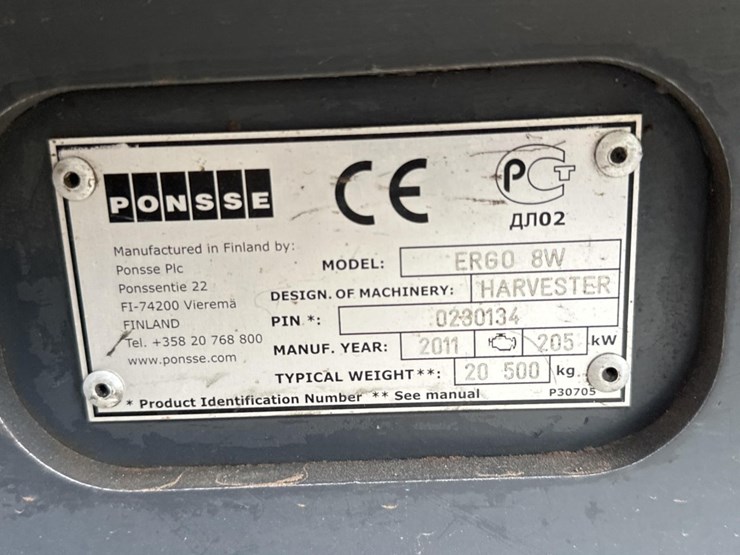 PONSSE
CE
PCT
ДЛ02
Manufactured in Finland by:
Ponsse Plc
Ponssentie 22
FI-74200 Vieremä
FINLAND
Tel. +358 20 768 800
www.ponsse.com
MODEL: ERGO 8W
DESIGN. OF MACHINERY: HARVESTER
PIN *: 0230134
MANUF. YEAR: 2011 205 kW
TYPICAL WEIGHT**: 20 500 kg
* Product Identification Number ** See manual
P30705